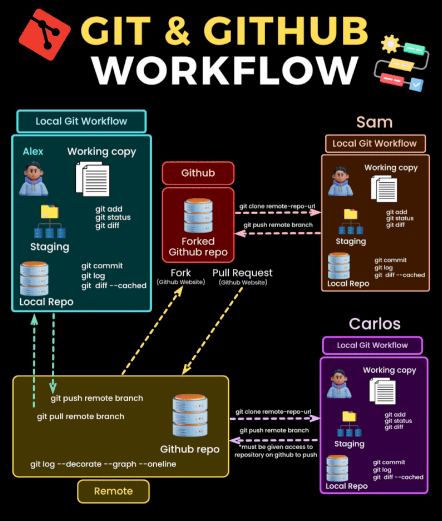 GIT & GITHUB
WORKFLOW
Local Git Workflow
Alex
Working copy
git add
git status
git diff
Staging
git commit
git log
git diff --cached
Local Repo
Github
Forked
Github repo
Fork
(Github Website)
Pull Request
(Github Website)
git clone remote-repo-url
git push remote branch
Sam
Local Git Workflow
Working copy
git add
git status
git diff
Staging
git commit
git log
git diff --cached
Local Repo
git push remote branch
git pull remote branch
Github repo
git log --decorate --graph --oneline
Remote
git clone remote-repo-url
git push remote branch
*must be given access to
repository on github to push
Carlos
Local Git Workflow
Working copy
git add
git status
git diff
Staging
git commit
git log
git diff --cached
Local Repo